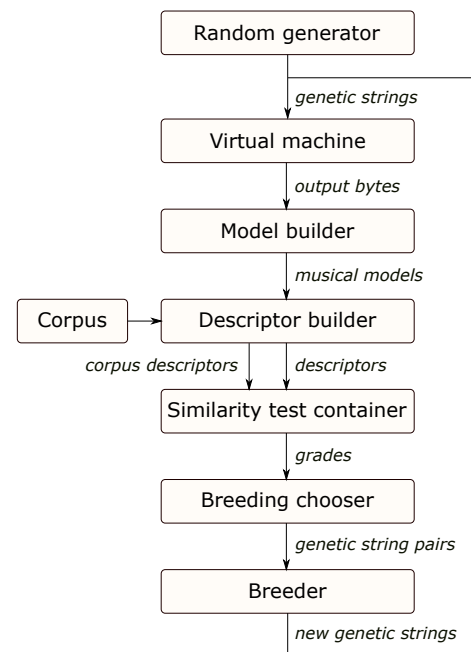 Random generator
genetic strings
Virtual machine
output bytes
Model builder
musical models
Corpus
Descriptor builder
corpus descriptors
descriptors
Similarity test container
grades
Breeding chooser
genetic string pairs
Breeder
new genetic strings